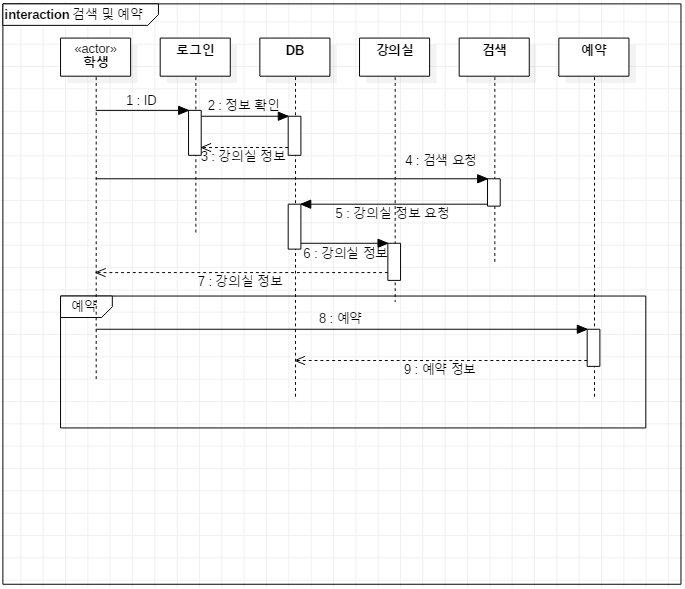 interaction 검색 및 예약
«actor»
학생
로그인
DB
강의실
검색
예약
1 : ID
2 : 정보 확인
3 : 강의실 정보
4 : 검색 요청
5 : 강의실 정보 요청
6 : 강의실 정보
7 : 강의실 정보
예약
8 : 예약
9 : 예약 정보